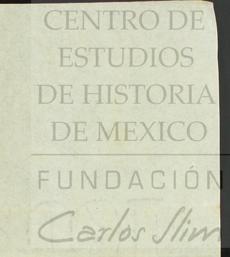 CENTRO DE
ESTUDIOS
DE HISTORIA
DE MEXICO
FUNDACIÓN
Carlos Slim